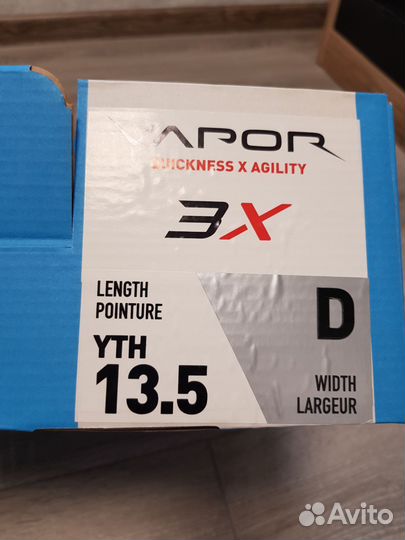 VAPOR
QUICKNESS X AGILITY
3X
LENGTH
POINTURE
YTH
13.5
D
WIDTH
LARGEUR
Avito